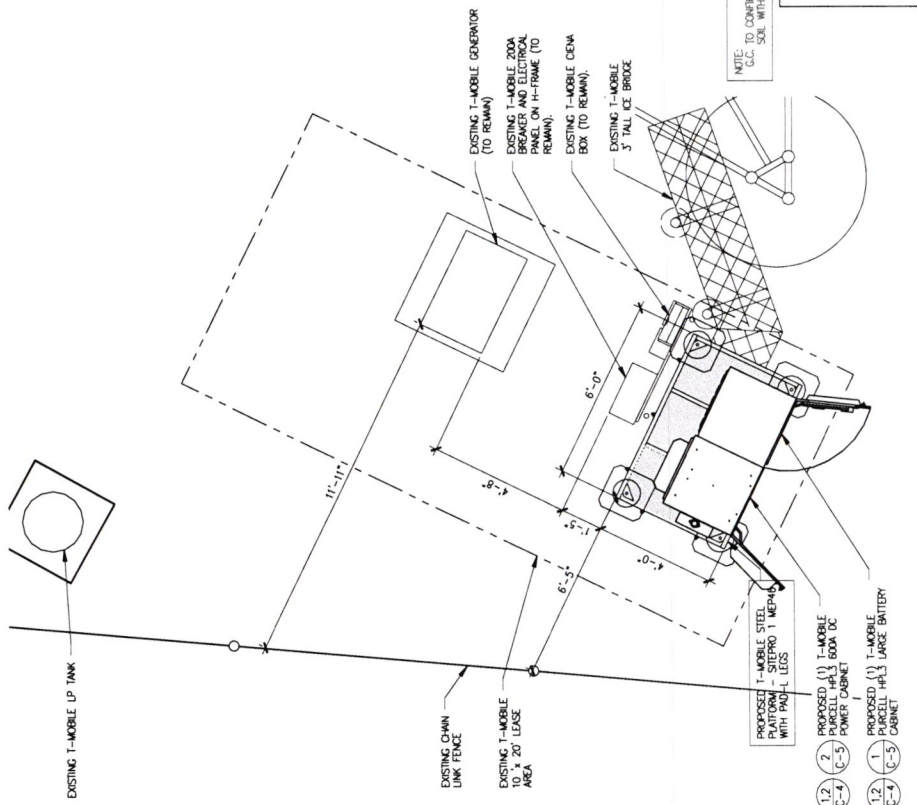 NOTE:
G.C. TO CONFIR
SOIL WITH
EXISTING T-MOBILE GENERATOR
(TO REMAIN)
EXISTING T-MOBILE 200A
BREAKER AND ELECTRICAL
PANEL ON H-FRAME (TO
REMAIN).
EXISTING T-MOBILE CIENA
BOX (TO REMAIN).
EXISTING T-MOBILE
3' TALL ICE BRIDGE
11'-11"
4'-8"
6'-0"
1'-5"
6'-5"
4'-0"
EXISTING T-MOBILE LP TANK
EXISTING CHAIN
LINK FENCE
EXISTING T-MOBILE
10' x 20' LEASE
AREA
PROPOSED T-MOBILE STEEL
PLATFORM - SITEPRO 1 MEP46
WITH PAD-L LEGS
1,2
C-4
2
C-5
PROPOSED (1) T-MOBILE
PURCELL HPL3 600A DC
POWER CABINET
1,2
C-4
1
C-5
PROPOSED (1) T-MOBILE
PURCELL HPL3 LARGE BATTERY
CABINET